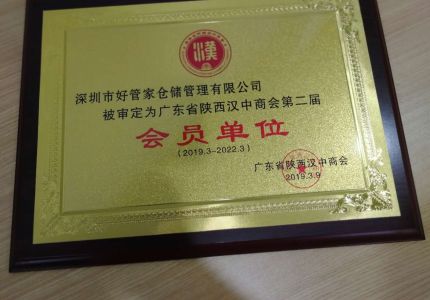 漢
深圳市好管家仓储管理有限公司
被审定为广东省陕西汉中商会第二届
会员单位
(2019.3-2022.3)
广东省陕西汉中商会
2019.3.9